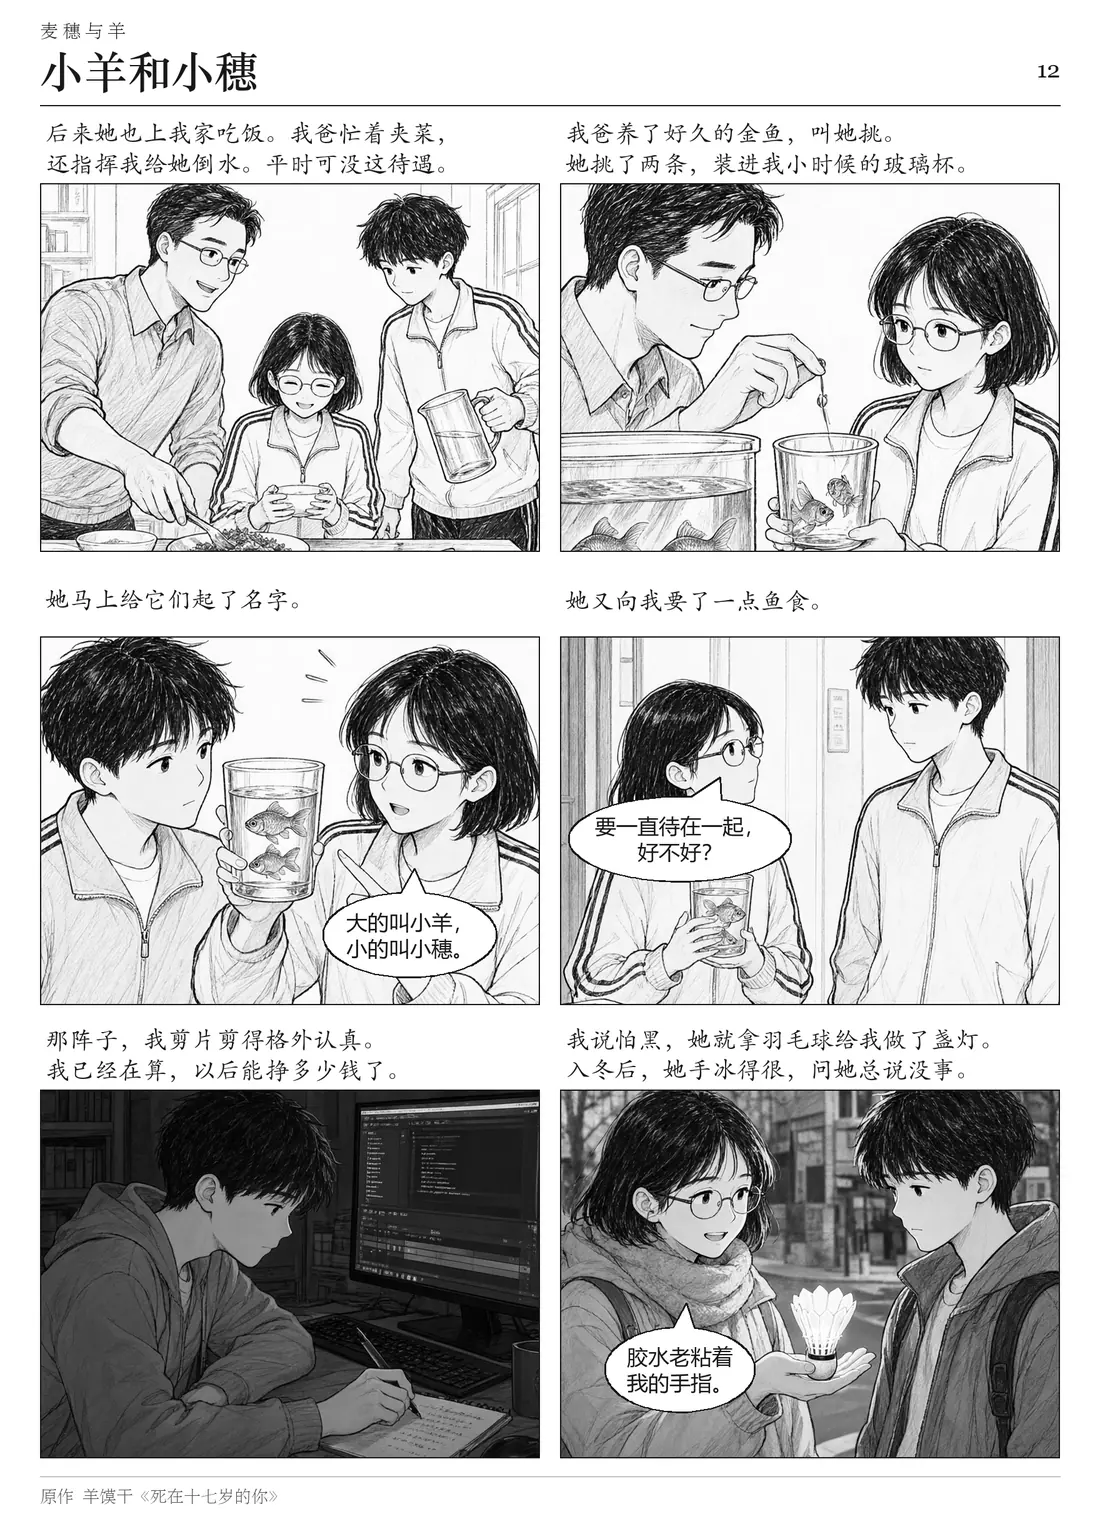 麦穗与羊
小羊和小穗
12
后来她也上我家吃饭。我爸忙着夹菜，
还指挥我给她倒水。平时可没这待遇。
我爸养了好久的金鱼，叫她挑。
她挑了两条，装进我小时候的玻璃杯。
她马上给它们起了名字。
大的叫小羊，
小的叫小穗。
她又向我要了一点鱼食。
要一直待在一起，
好不好？
那阵子，我剪片剪得格外认真。
我已经在算，以后能挣多少钱了。
我说怕黑，她就拿羽毛球给我做了盏灯。
入冬后，她手冰得很，问她总说没事。
胶水老粘着
我的手指。
原作 羊馍干《死在十七岁的你》